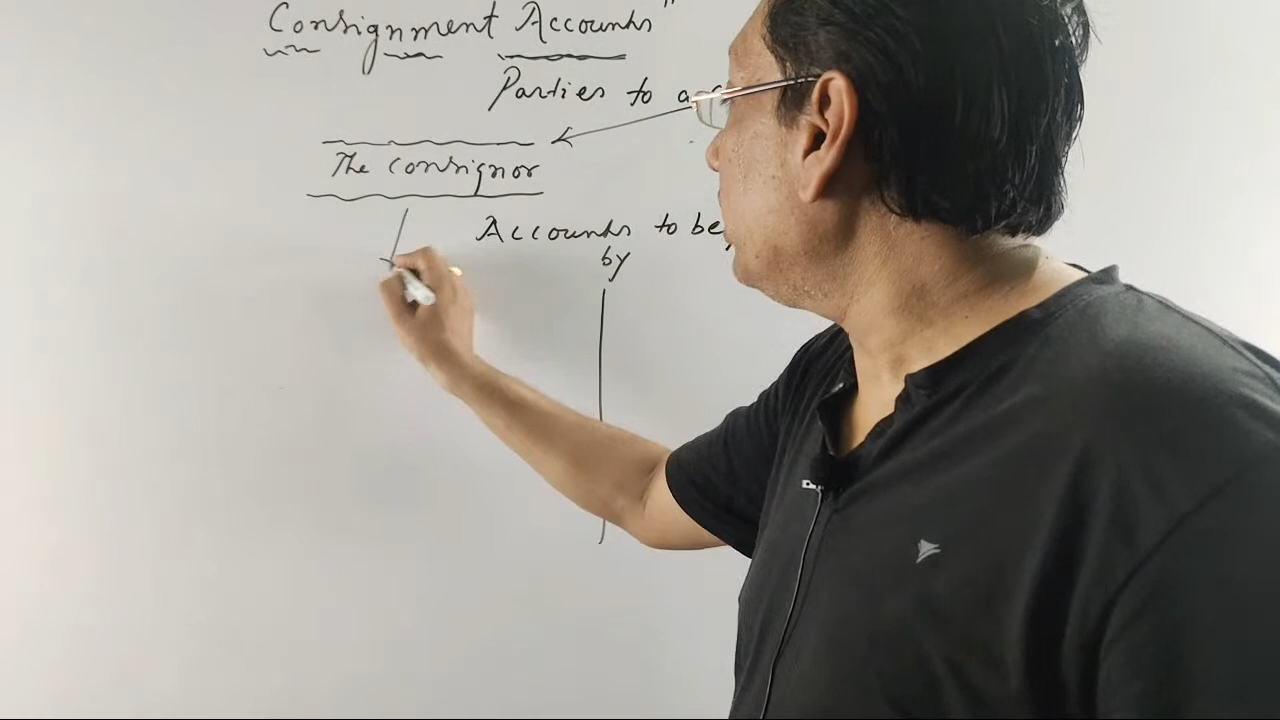 Consignment Accounts"
Parties to a
The consignor
Accounts to be
by